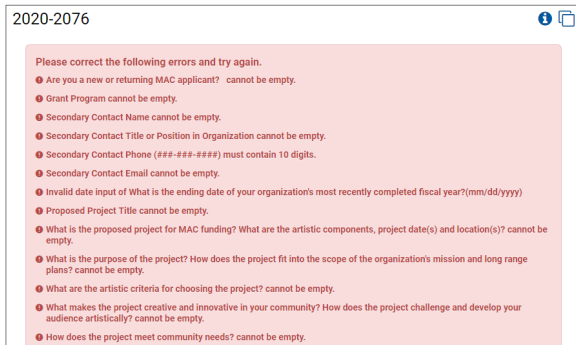 2020-2076
Please correct the following errors and try again.
Are you a new or returning MAC applicant? cannot be empty.
Grant Program cannot be empty.
Secondary Contact Name cannot be empty.
Secondary Contact Title or Position in Organization cannot be empty.
Secondary Contact Phone (###-###-####) must contain 10 digits.
Secondary Contact Email cannot be empty.
Invalid date input of What is the ending date of your organization's most recently completed fiscal year?(mm/dd/yyyy)
Proposed Project Title cannot be empty.
What is the proposed project for MAC funding? What are the artistic components, project date(s) and location(s)? cannot be
empty.
What is the purpose of the project? How does the project fit into the scope of the organization's mission and long range
plans? cannot be empty.
What are the artistic criteria for choosing the project? cannot be empty.
What makes the project creative and innovative in your community? How does the project challenge and develop your
audience artistically? cannot be empty.
How does the project meet community needs? cannot be empty.